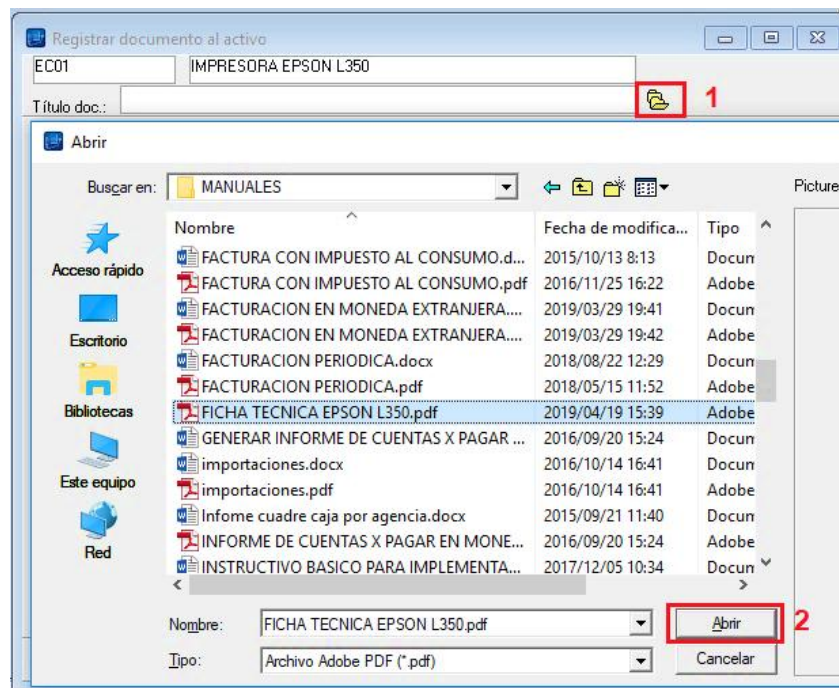 Registrar documento al activo
EC01 IMPRESORA EPSON L350
Título doc.: 1
Abrir
Buscar en: MANUALES Picture
Nombre Fecha de modifica... Tipo
FACTURA CON IMPUESTO AL CONSUMO.d... 2015/10/13 8:13 Docum
FACTURA CON IMPUESTO AL CONSUMO.pdf 2016/11/25 16:22 Adobe
FACTURACION EN MONEDA EXTRANJERA.... 2019/03/29 19:41 Docum
FACTURACION EN MONEDA EXTRANJERA.... 2019/03/29 19:42 Adobe
FACTURACION PERIODICA.docx 2018/08/22 12:29 Docum
FACTURACION PERIODICA.pdf 2018/05/15 11:52 Adobe
FICHA TECNICA EPSON L350.pdf 2019/04/19 15:39 Adobe
GENERAR INFORME DE CUENTAS X PAGAR ... 2016/09/20 15:24 Docum
importaciones.docx 2016/10/14 16:41 Docum
importaciones.pdf 2016/10/14 16:41 Adobe
Infome cuadre caja por agencia.docx 2015/09/21 11:40 Docum
INFORME DE CUENTAS X PAGAR EN MONE... 2016/09/20 15:24 Adobe
INSTRUCTIVO BASICO PARA IMPLEMENTA... 2017/12/05 10:34 Docum
Acceso rápido
Escritorio
Bibliotecas
Este equipo
Red
Nombre: FICHA TECNICA EPSON L350.pdf Abrir 2
Tipo: Archivo Adobe PDF (*.pdf) Cancelar